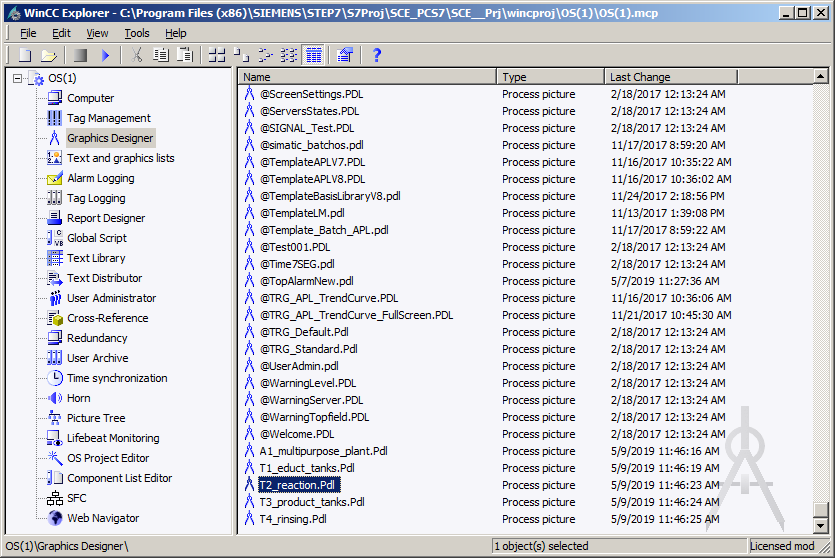 WinCC Explorer - C:\Program Files (x86)\SIEMENS\STEP7\S7Proj\SCE_PCS7\SCE__Prj\wincproj\OS(1)\OS(1).mcp
File Edit View Tools Help
OS(1)
Computer
Tag Management
Graphics Designer
Text and graphics lists
Alarm Logging
Tag Logging
Report Designer
Global Script
Text Library
Text Distributor
User Administrator
Cross-Reference
Redundancy
User Archive
Time synchronization
Horn
Picture Tree
Lifebeat Monitoring
OS Project Editor
Component List Editor
SFC
Web Navigator
Name Type Last Change
@ScreenSettings.PDL Process picture 2/18/2017 12:13:24 AM
@ServersStates.PDL Process picture 2/18/2017 12:13:24 AM
@SIGNAL_Test.PDL Process picture 2/18/2017 12:13:24 AM
@simatic_batchos.pdl Process picture 11/17/2017 8:59:20 AM
@TemplateAPLV7.PDL Process picture 11/16/2017 10:35:22 AM
@TemplateAPLV8.PDL Process picture 11/16/2017 10:36:02 AM
@TemplateBasisLibraryV8.pdl Process picture 11/24/2017 2:18:56 PM
@TemplateLM.pdl Process picture 11/13/2017 1:39:08 PM
@Template_Batch_APL.pdl Process picture 11/17/2017 8:59:22 AM
@Test001.PDL Process picture 2/18/2017 12:13:24 AM
@Time7SEG.pdl Process picture 2/18/2017 12:13:24 AM
@TopAlarmNew.pdl Process picture 5/7/2019 11:27:36 AM
@TRG_APL_TrendCurve.PDL Process picture 11/16/2017 10:36:06 AM
@TRG_APL_TrendCurve_FullScreen.PDL Process picture 11/21/2017 10:45:30 AM
@TRG_Default.Pdl Process picture 2/18/2017 12:13:24 AM
@TRG_Standard.Pdl Process picture 2/18/2017 12:13:24 AM
@UserAdmin.pdl Process picture 2/18/2017 12:13:24 AM
@WarningLevel.PDL Process picture 2/18/2017 12:13:24 AM
@WarningServer.PDL Process picture 2/18/2017 12:13:24 AM
@WarningTopfield.PDL Process picture 2/18/2017 12:13:24 AM
@Welcome.PDL Process picture 2/18/2017 12:13:24 AM
A1_multipurpose_plant.Pdl Process picture 5/9/2019 11:46:16 AM
T1_educt_tanks.Pdl Process picture 5/9/2019 11:46:19 AM
T2_reaction.Pdl Process picture 5/9/2019 11:46:23 AM
T3_product_tanks.Pdl Process picture 5/9/2019 11:46:24 AM
T4_rinsing.Pdl Process picture 5/9/2019 11:46:25 AM
OS(1)\Graphics Designer\ 1 object(s) selected Licensed mod